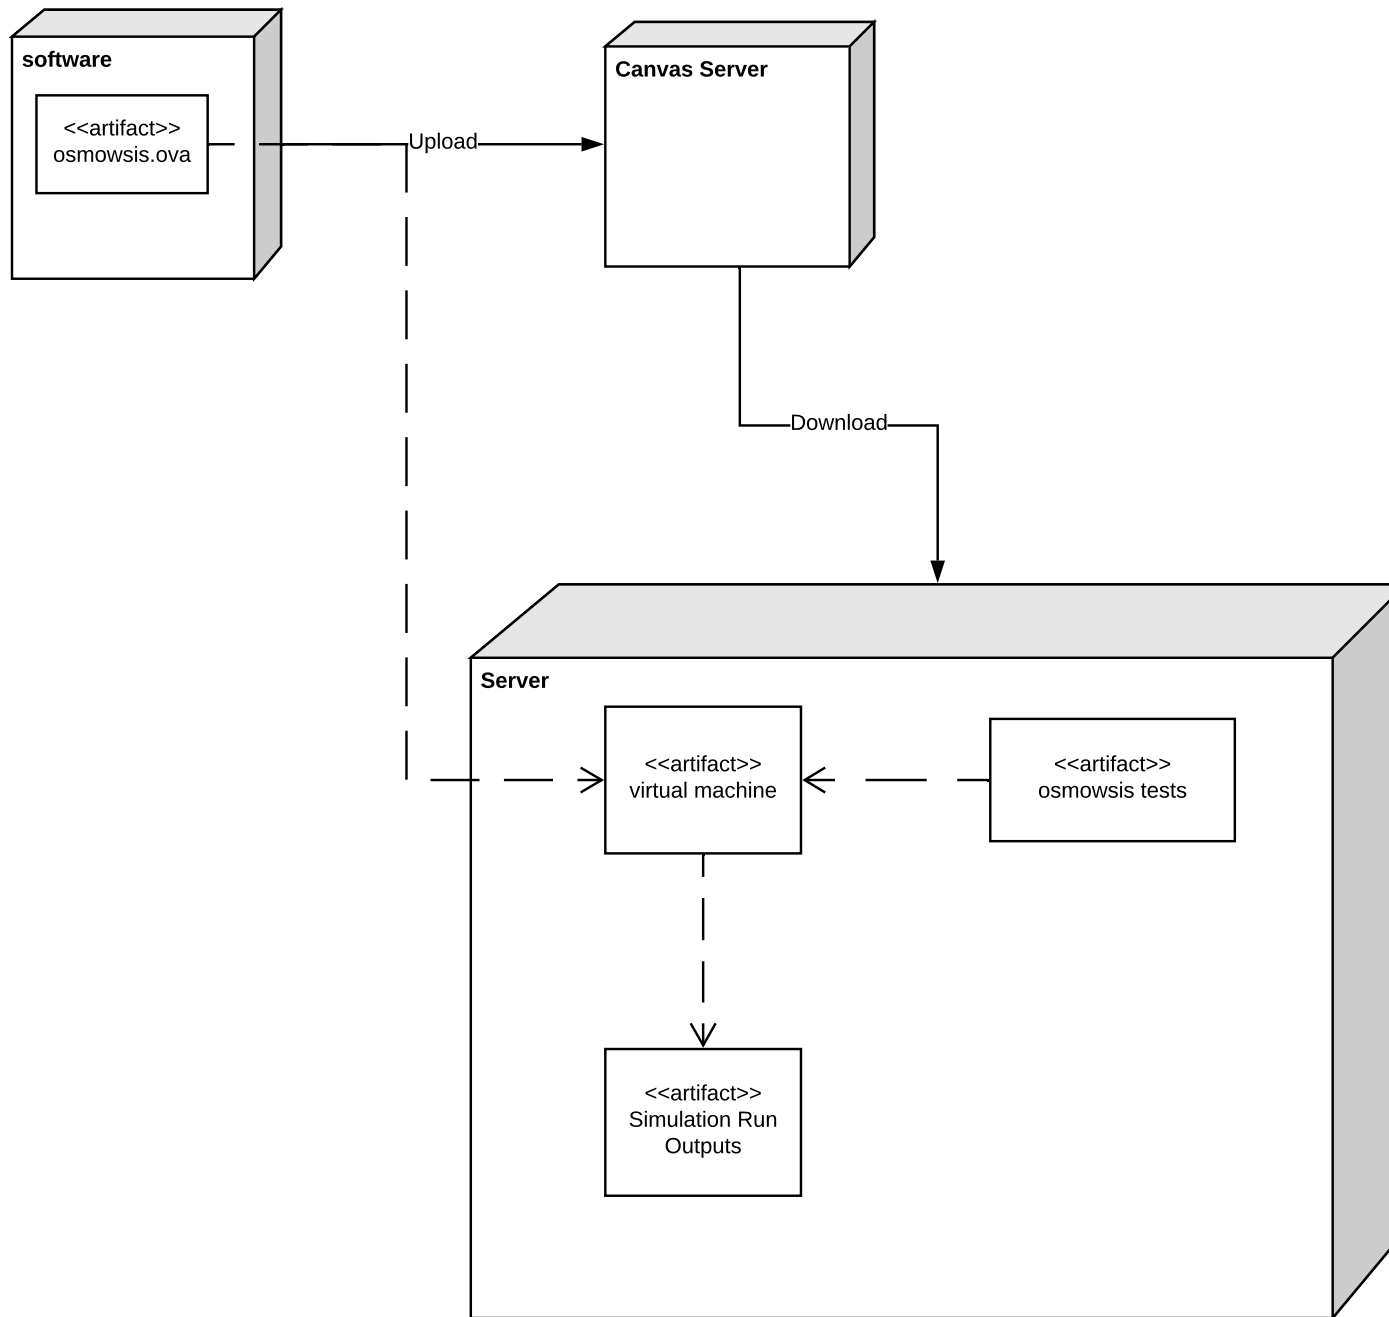 software
<<artifact>>
osmowsis.ova
Upload
Canvas Server
Download
Server
<<artifact>>
virtual machine
<<artifact>>
osmowsis tests
<<artifact>>
Simulation Run
Outputs